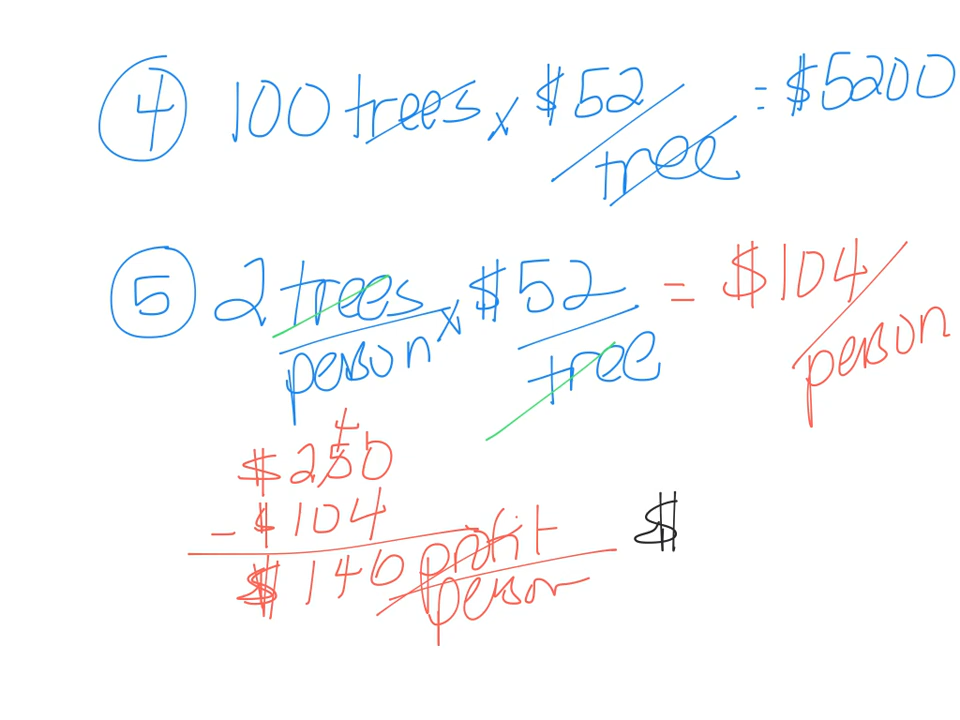 ④ 100 trees x $52/tree = $5200
⑤ 2 trees/person x $52/tree = $104/person
4
$250
- $104
$146 profit/person
$